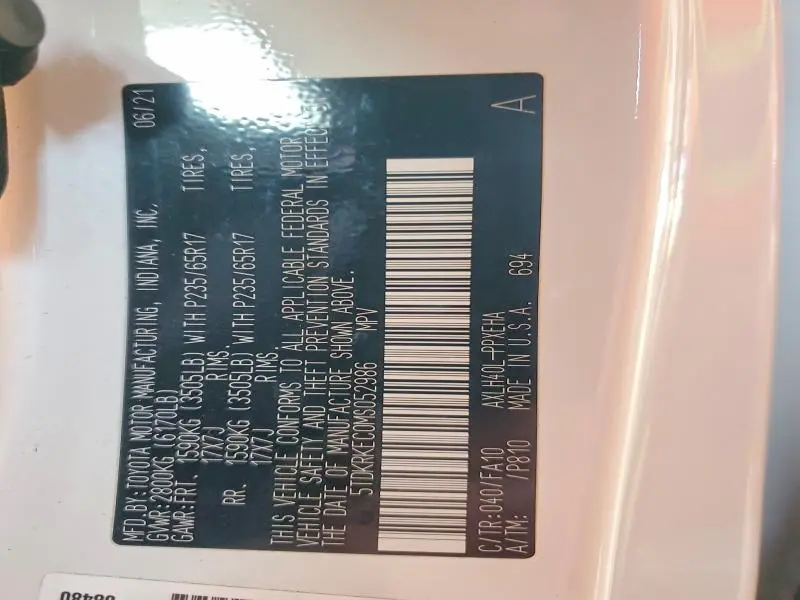 MFD.BY:TOYOTA MOTOR MANUFACTURING, INDIANA, INC. 06/21
GVWR:2800KG (6170LB)
GAWR:FRT. 1590KG (3505LB) WITH P235/65R17 TIRES,
17X7J RIMS.
RR. 1590KG (3505LB) WITH P235/65R17 TIRES,
17X7J RIMS.
THIS VEHICLE CONFORMS TO ALL APPLICABLE FEDERAL MOTOR
VEHICLE SAFETY AND THEFT PREVENTION STANDARDS IN EFFECT
THE DATE OF MANUFACTURE SHOWN ABOVE.
5TDKRKEC0MS052986 MPV
C/TR:040/FA10 AXLH40L-PPXEHA 694 A
A/TM: /P810 MADE IN U.S.A.